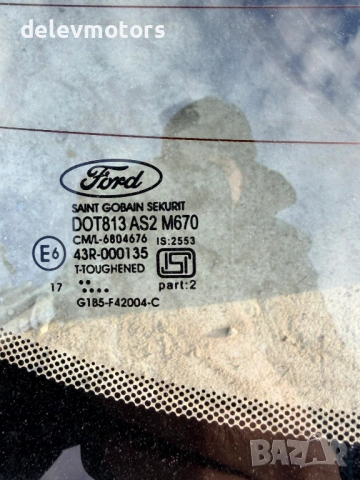 delevmotors
Ford
SAINT GOBAIN SEKURIT
DOT813 AS2 M670
CM/L-6804676 IS:2553
E6 43R-000135 ISI
T-TOUGHENED
17 part:2
G1B5-F42004-C
BAZAR